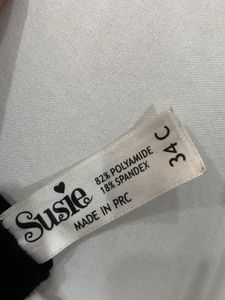 Susie
82% POLYAMIDE
18% SPANDEX
MADE IN PRC
34 C